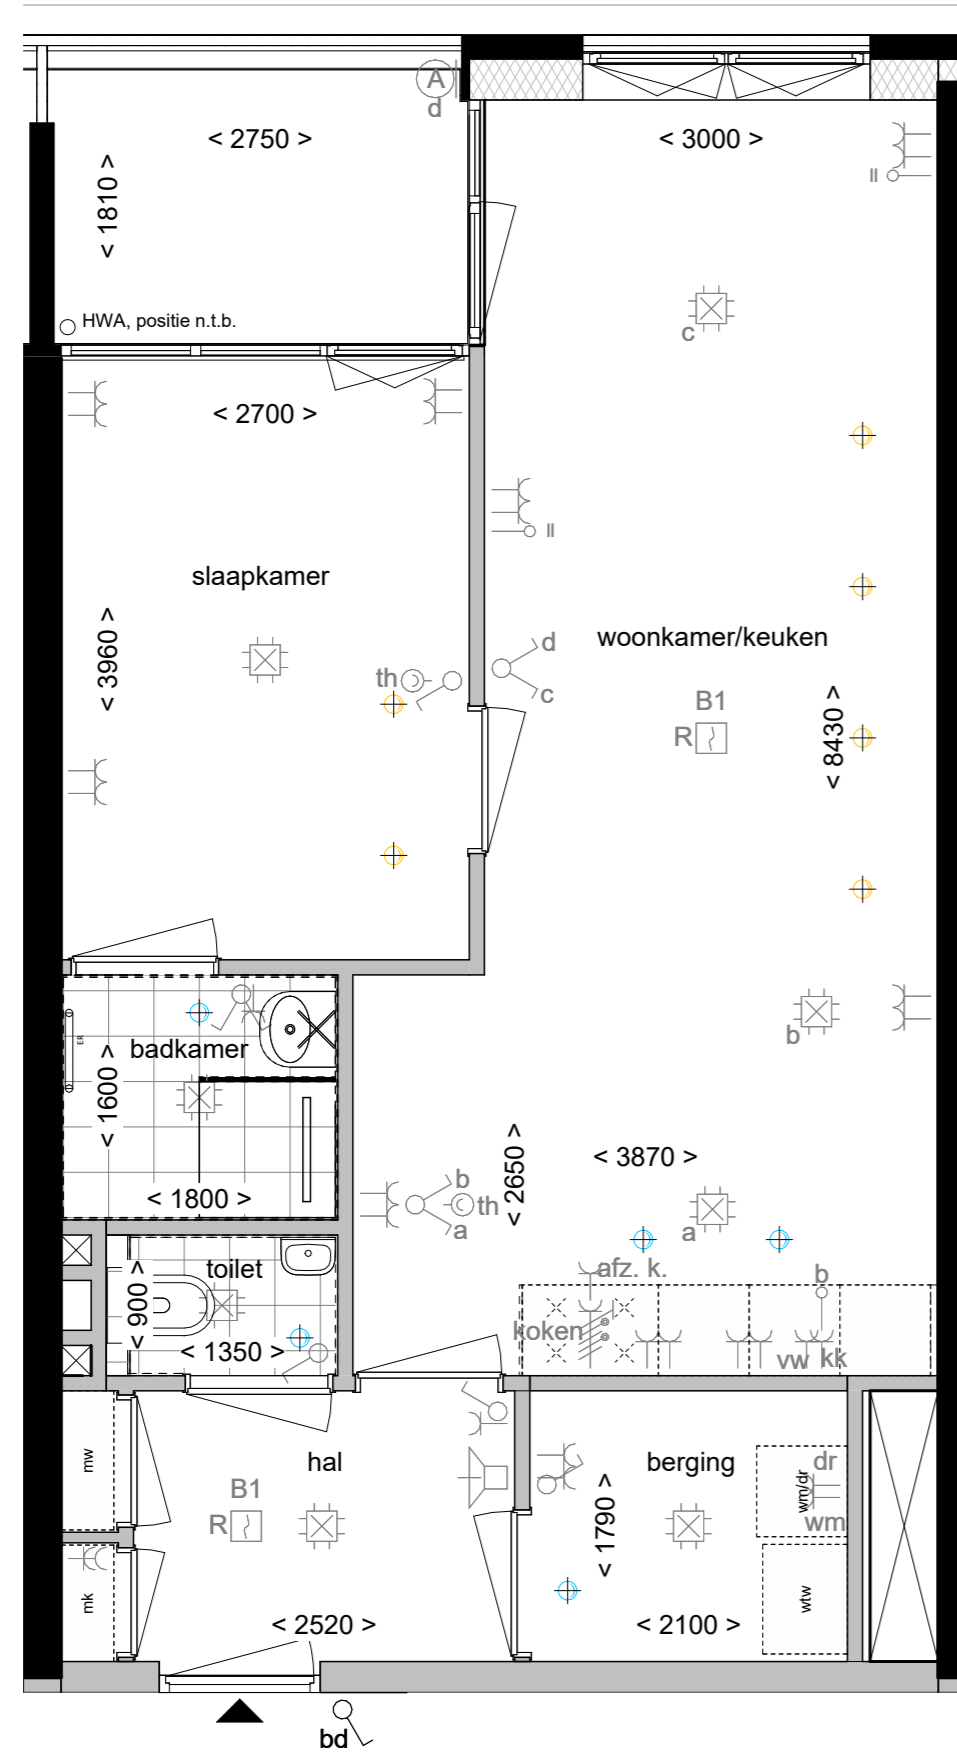 A
d
< 2750 >
< 3000 >
< 1810 >
II
HWA, positie n.t.b.
c
< 2700 >
II
slaapkamer
< 3960 >
woonkamer/keuken
d
th
c
B1
R
< 8430 >
badkamer
ER
< 1600 >
b
< 2650 >
< 3870 >
b
th
a
a
< 1800 >
toilet
< 900 >
< 1350 >
afz. k.
b
koken
vw
kk
mw
hal
berging
dr
wm/dr
wm
B1
R
< 1790 >
mk
wtw
< 2520 >
< 2100 >
bd